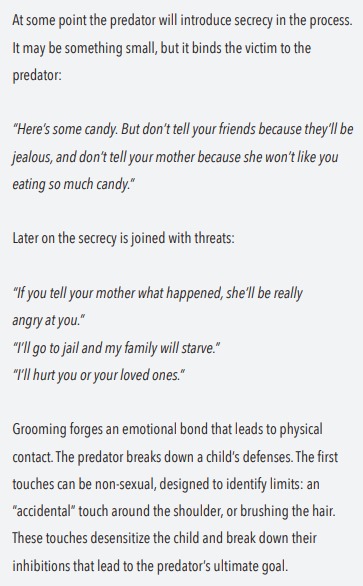 At some point the predator will introduce secrecy in the process.
It may be something small, but it binds the victim to the
predator:
"Here's some candy. But don't tell your friends because they'll be
jealous, and don't tell your mother because she won't like you
eating so much candy."
Later on the secrecy is joined with threats:
"If you tell your mother what happened, she'll be really
angry at you."
"I'll go to jail and my family will starve."
"I'll hurt you or your loved ones."
Grooming forges an emotional bond that leads to physical
contact. The predator breaks down a child's defenses. The first
touches can be non-sexual, designed to identify limits: an
"accidental" touch around the shoulder, or brushing the hair.
These touches desensitize the child and break down their
inhibitions that lead to the predator's ultimate goal.